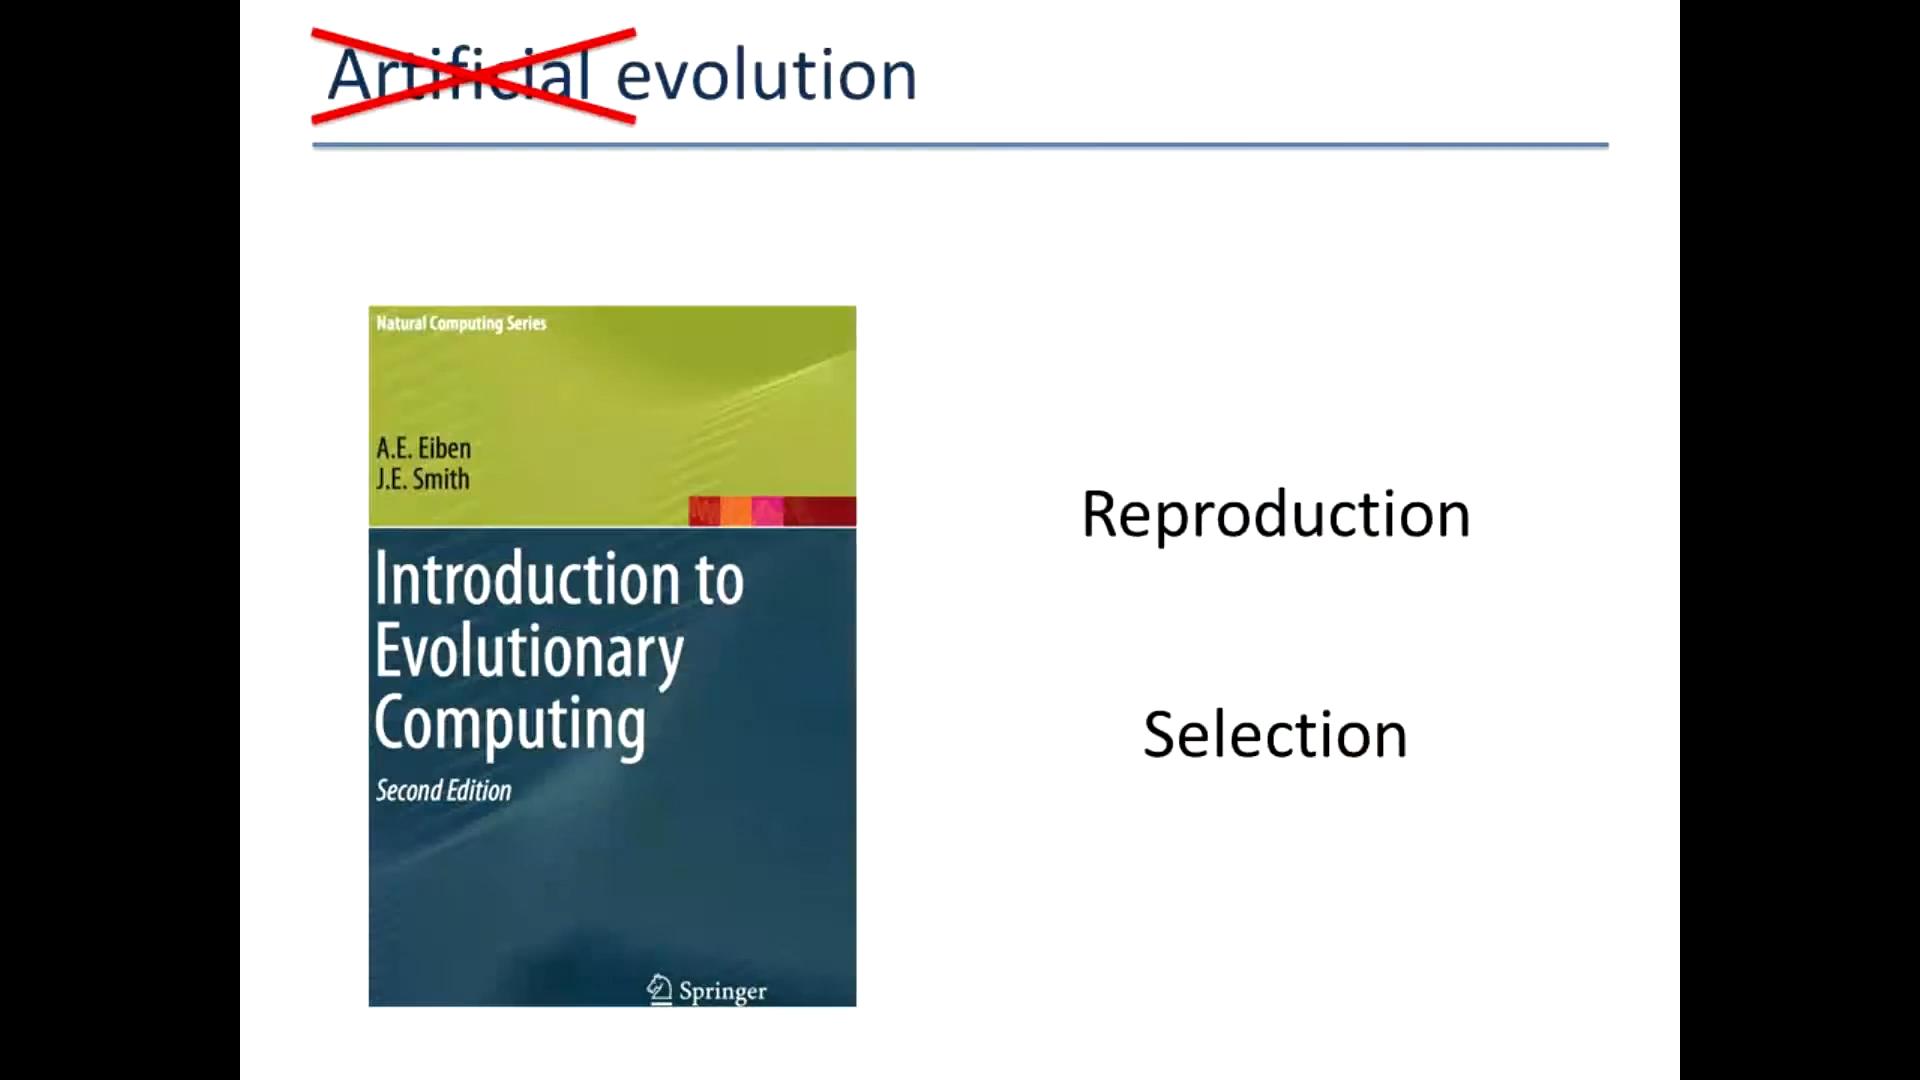 Artificial evolution
Natural Computing Series
A.E. Eiben
J.E. Smith
Introduction to
Evolutionary
Computing
Second Edition
Springer
Reproduction
Selection